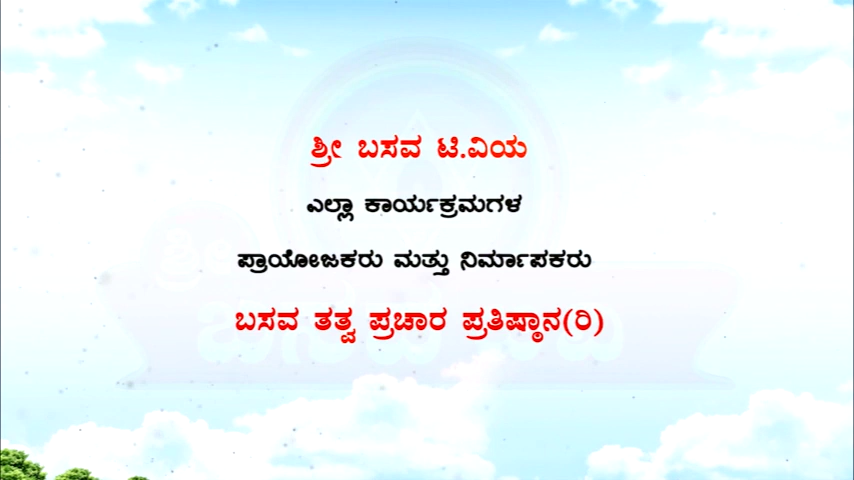 ಶ್ರೀ ಬಸವ ಟಿ.ವಿಯ
ಎಲ್ಲಾ ಕಾರ್ಯಕ್ರಮಗಳ
ಪ್ರಾಯೋಜಕರು ಮತ್ತು ನಿರ್ಮಾಪಕರು
ಬಸವ ತತ್ವ ಪ್ರಚಾರ ಪ್ರತಿಷ್ಠಾನ(ರಿ)